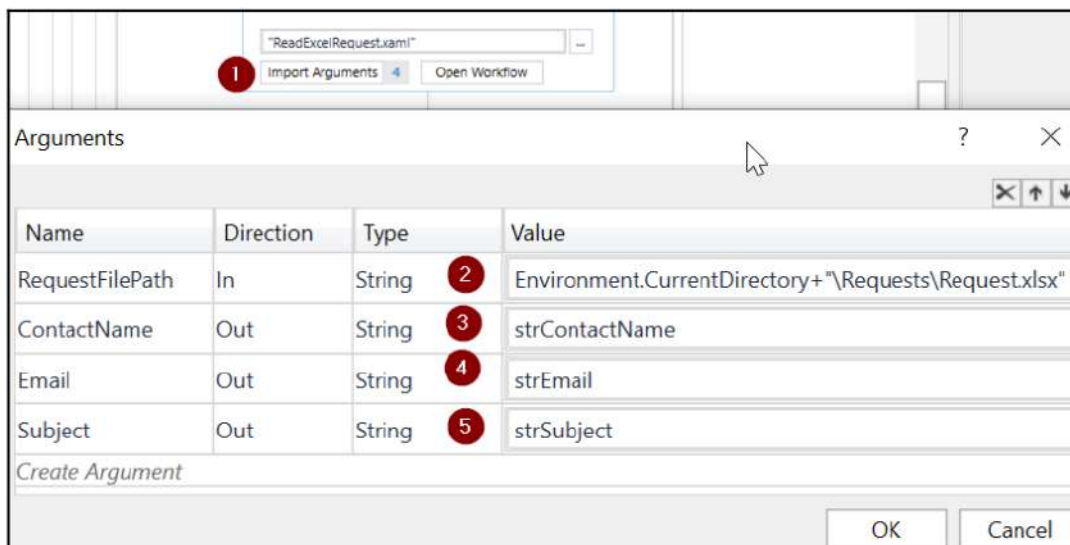 "ReadExcelRequest.xaml" ...
1 Import Arguments 4 Open Workflow
Arguments ?
Name Direction Type Value
RequestFilePath In String 2 Environment.CurrentDirectory+"\Requests\Request.xlsx"
ContactName Out String 3 strContactName
Email Out String 4 strEmail
Subject Out String 5 strSubject
Create Argument
OK Cancel